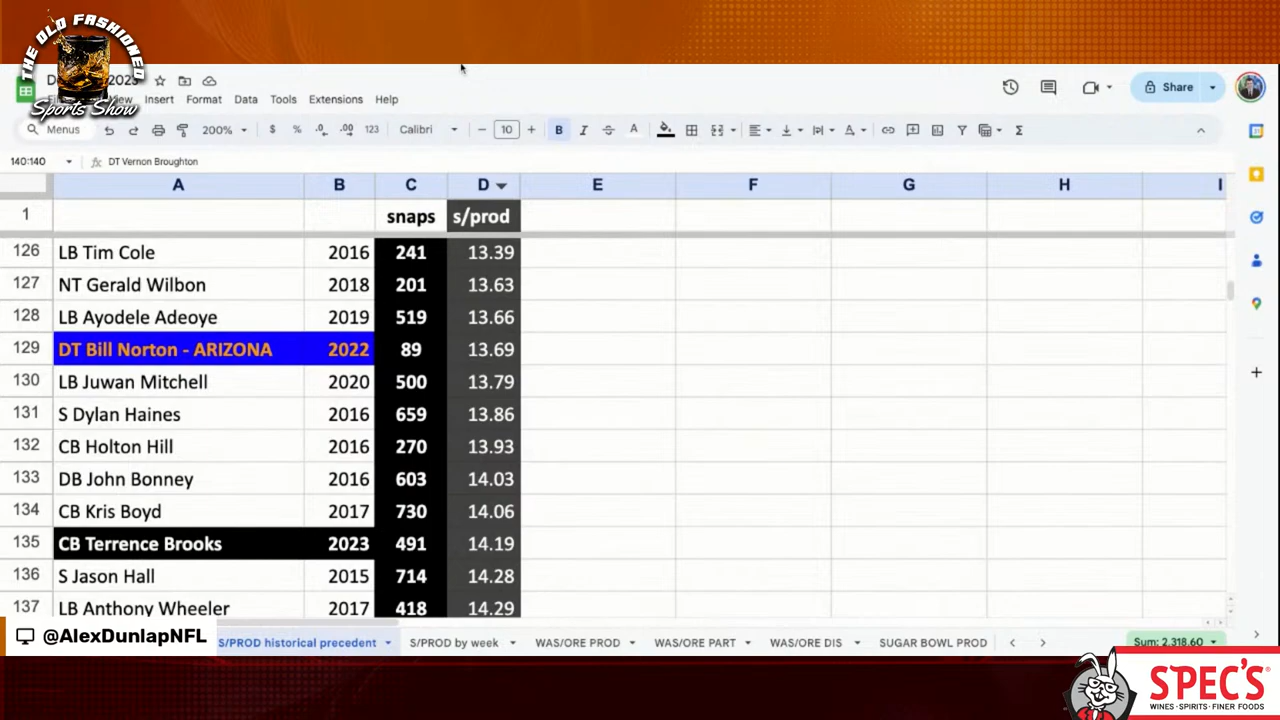 THE OLD FASHIONED
Sports Show
Insert Format Data Tools Extensions Help
Share
Menus 200% $ % .0 .00 123 Calibri − 10 + B I S A Σ
140:140 fx DT Vernon Broughton
A B C D E F G H I
1 snaps s/prod
126 LB Tim Cole 2016 241 13.39
127 NT Gerald Wilbon 2018 201 13.63
128 LB Ayodele Adeoye 2019 519 13.66
129 DT Bill Norton - ARIZONA 2022 89 13.69
130 LB Juwan Mitchell 2020 500 13.79
131 S Dylan Haines 2016 659 13.86
132 CB Holton Hill 2016 270 13.93
133 DB John Bonney 2016 603 14.03
134 CB Kris Boyd 2017 730 14.06
135 CB Terrence Brooks 2023 491 14.19
136 S Jason Hall 2015 714 14.28
137 LB Anthony Wheeler 2017 418 14.29
@AlexDunlapNFL
S/PROD historical precedent S/PROD by week WAS/ORE PROD WAS/ORE PART WAS/ORE DIS SUGAR BOWL PROD Sum: 2,318.60
SPEC'S
WINES • SPIRITS • FINER FOODS